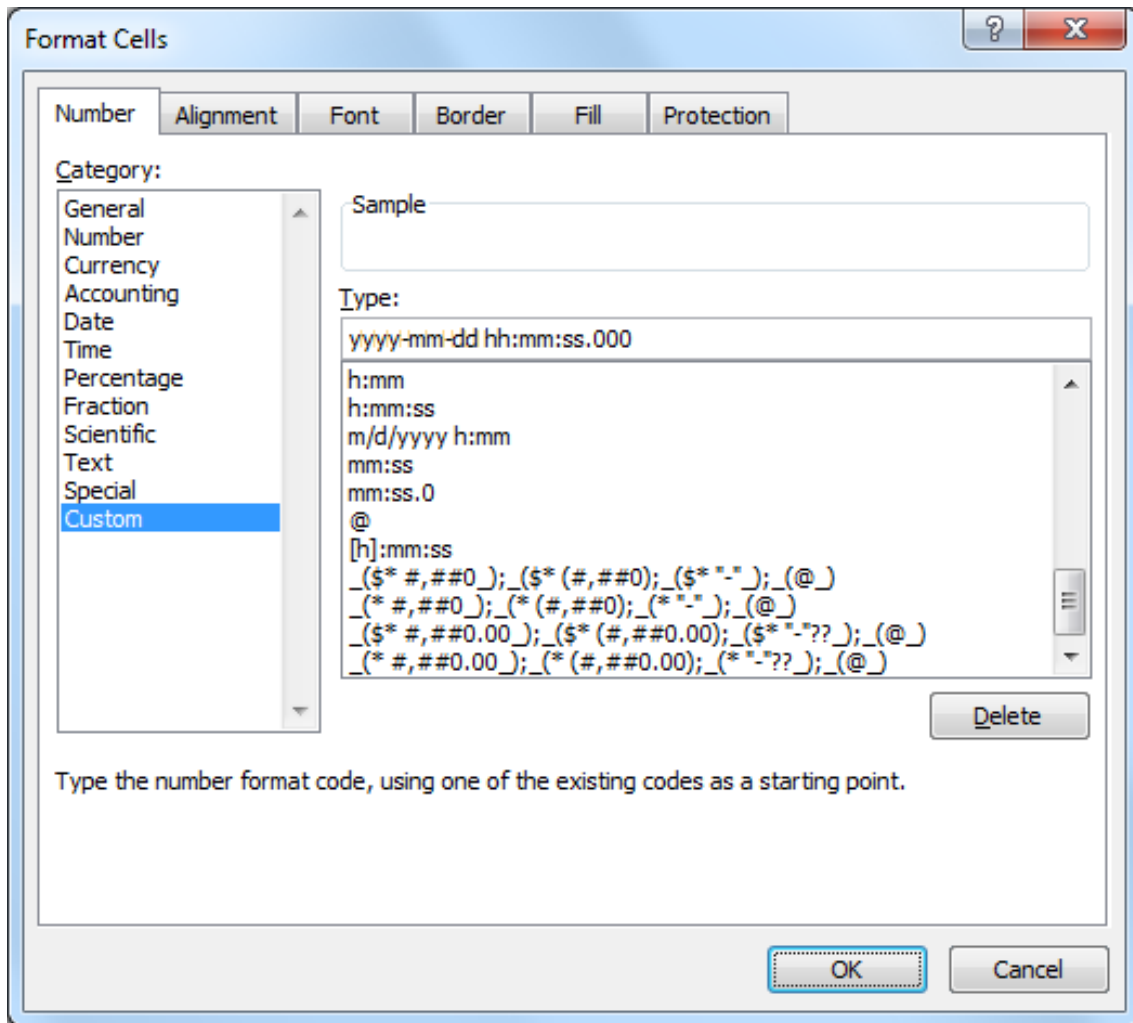 Format Cells
Number Alignment Font Border Fill Protection
Category:
General
Number
Currency
Accounting
Date
Time
Percentage
Fraction
Scientific
Text
Special
Custom
Sample
Type:
yyyy-mm-dd hh:mm:ss.000
h:mm
h:mm:ss
m/d/yyyy h:mm
mm:ss
mm:ss.0
@
[h]:mm:ss
_($* #,##0_);_($* (#,##0);_($* "-"_);_(@_)
_(* #,##0_);_(* (#,##0);_(* "-"_);_(@_)
_($* #,##0.00_);_($* (#,##0.00);_($* "-"??_);_(@_)
_(* #,##0.00_);_(* (#,##0.00);_(* "-"??_);_(@_)
Delete
Type the number format code, using one of the existing codes as a starting point.
OK Cancel